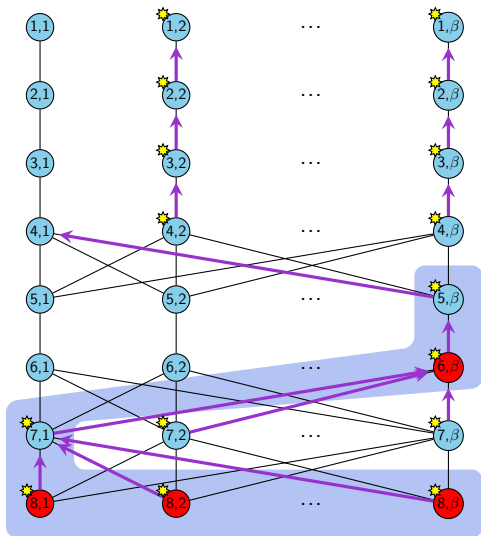 1,1 1,2 ... 1,β
2,1 2,2 ... 2,β
3,1 3,2 ... 3,β
4,1 4,2 ... 4,β
5,1 5,2 ... 5,β
6,1 6,2 ... 6,β
7,1 7,2 ... 7,β
8,1 8,2 ... 8,β